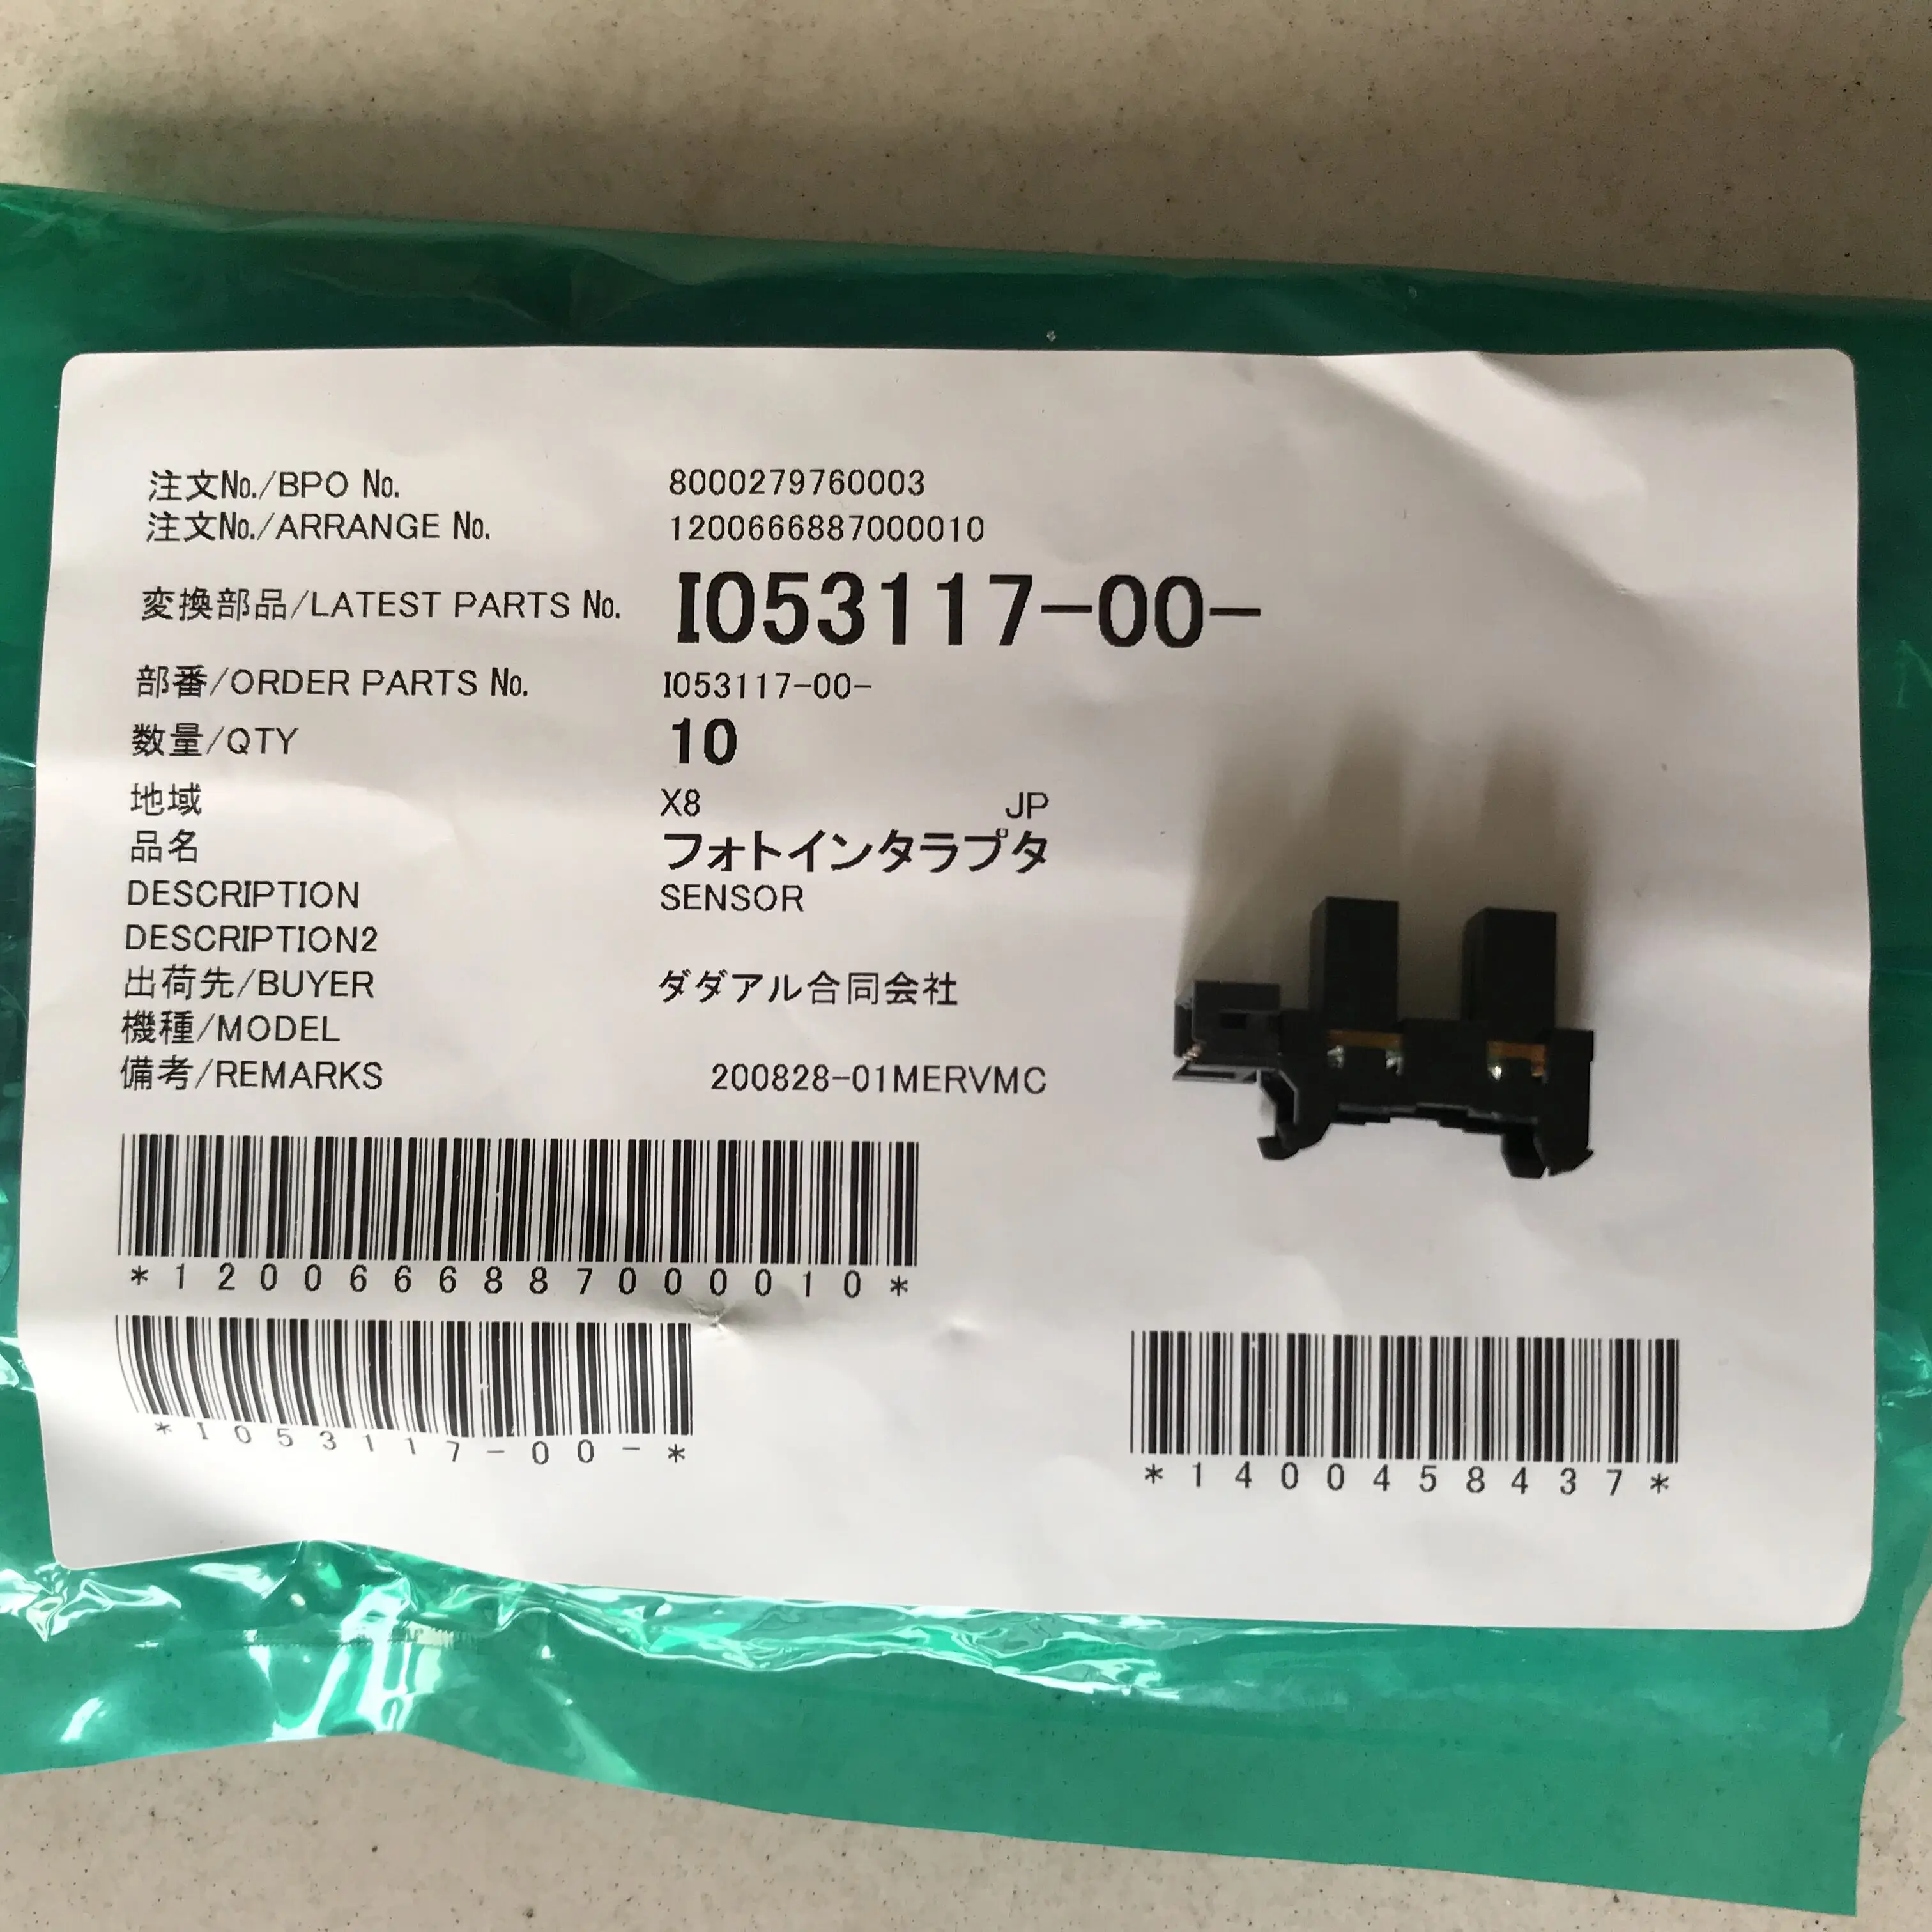 注文№./BPO №. 8000279760003
注文№./ARRANGE №. 1200666887000010
変換部品/LATEST PARTS №. I053117-00-
部番/ORDER PARTS №. I053117-00-
数量/QTY 10
地域 X8 JP
品名 フォトインタラプタ
DESCRIPTION SENSOR
DESCRIPTION2
出荷先/BUYER ダダアル合同会社
機種/MODEL
備考/REMARKS 200828-01MERVMC
*1200666887000010*
*I053117-00-*
*1400458437*